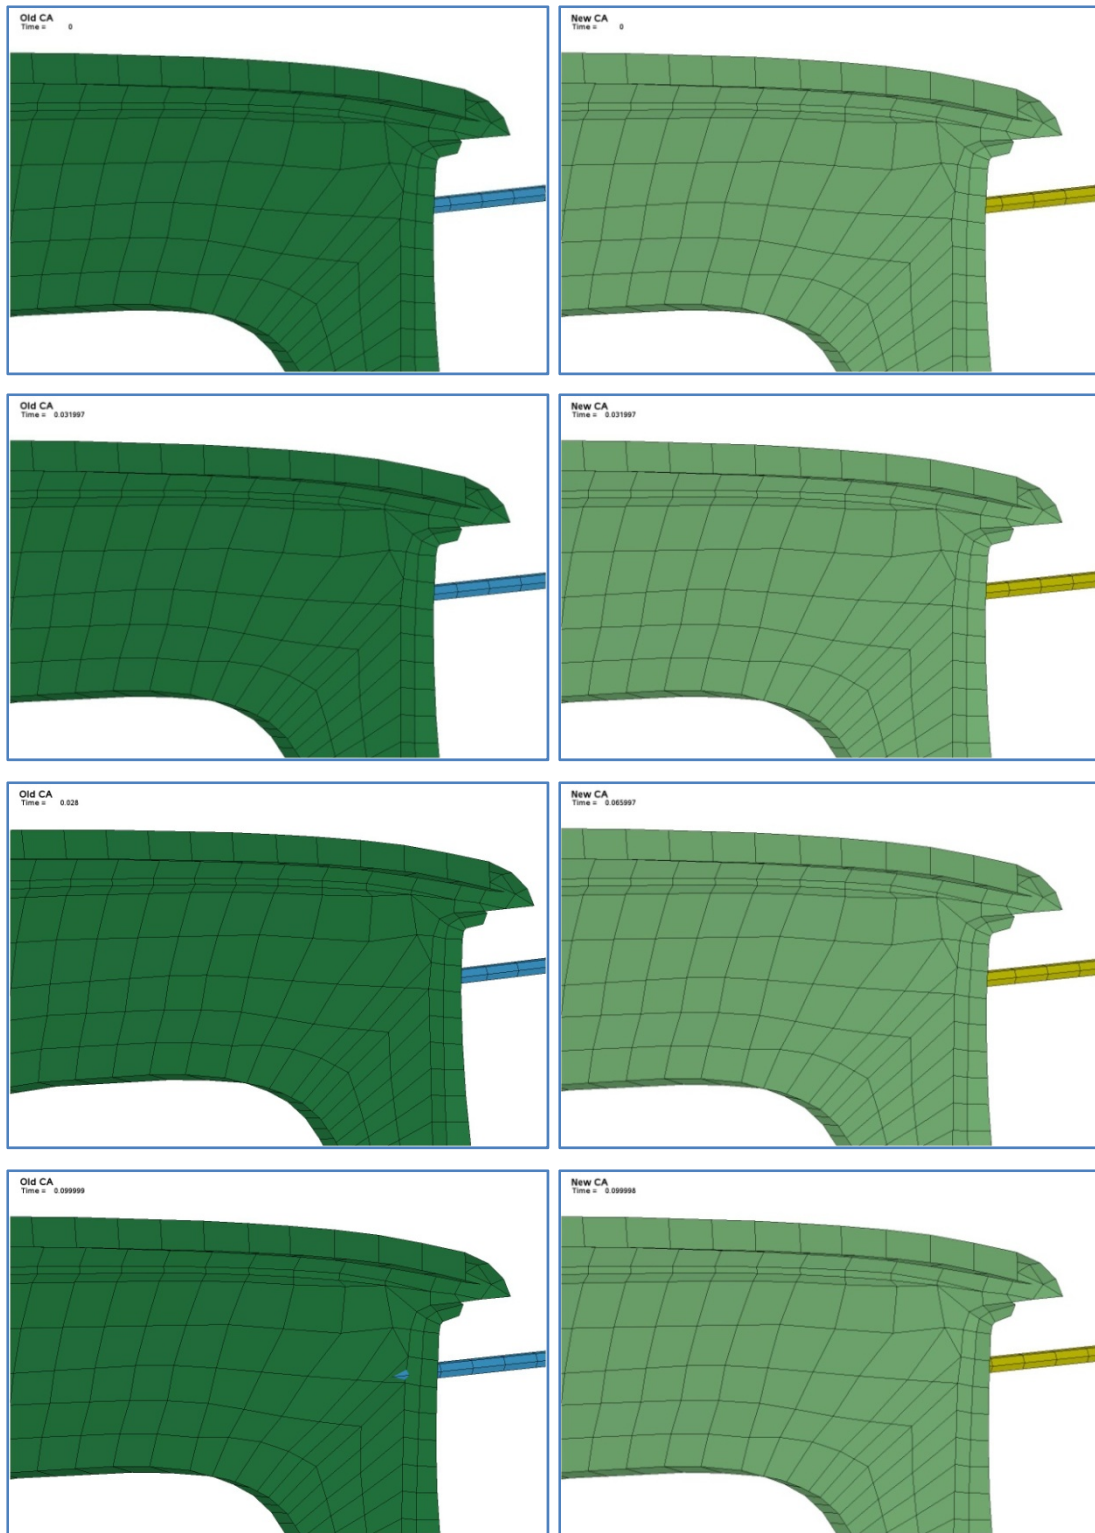 Old CA
Time = 0
New CA
Time = 0
Old CA
Time = 0.031997
New CA
Time = 0.031997
Old CA
Time = 0.028
New CA
Time = 0.065997
Old CA
Time = 0.099999
New CA
Time = 0.099998